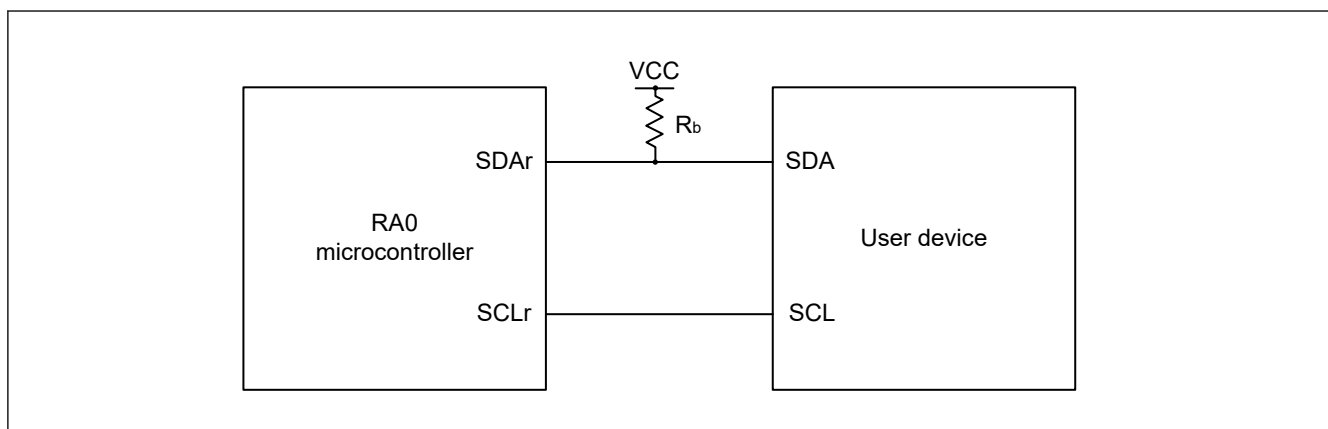 VCC
Rb
SDAr
SDA
RA0
microcontroller
User device
SCLr
SCL